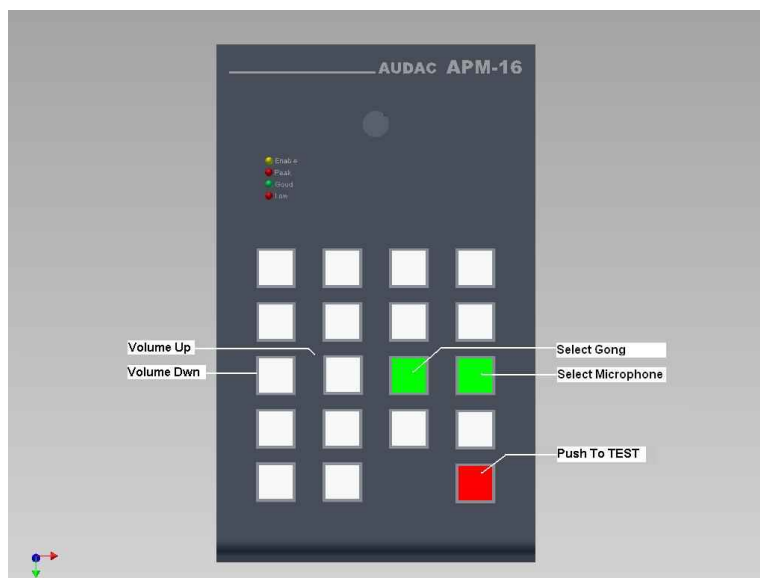 AUDAC APM-16
Enable
Peak
Good
Low
Volume Up
Select Gong
Volume Dwn
Select Microphone
Push To TEST